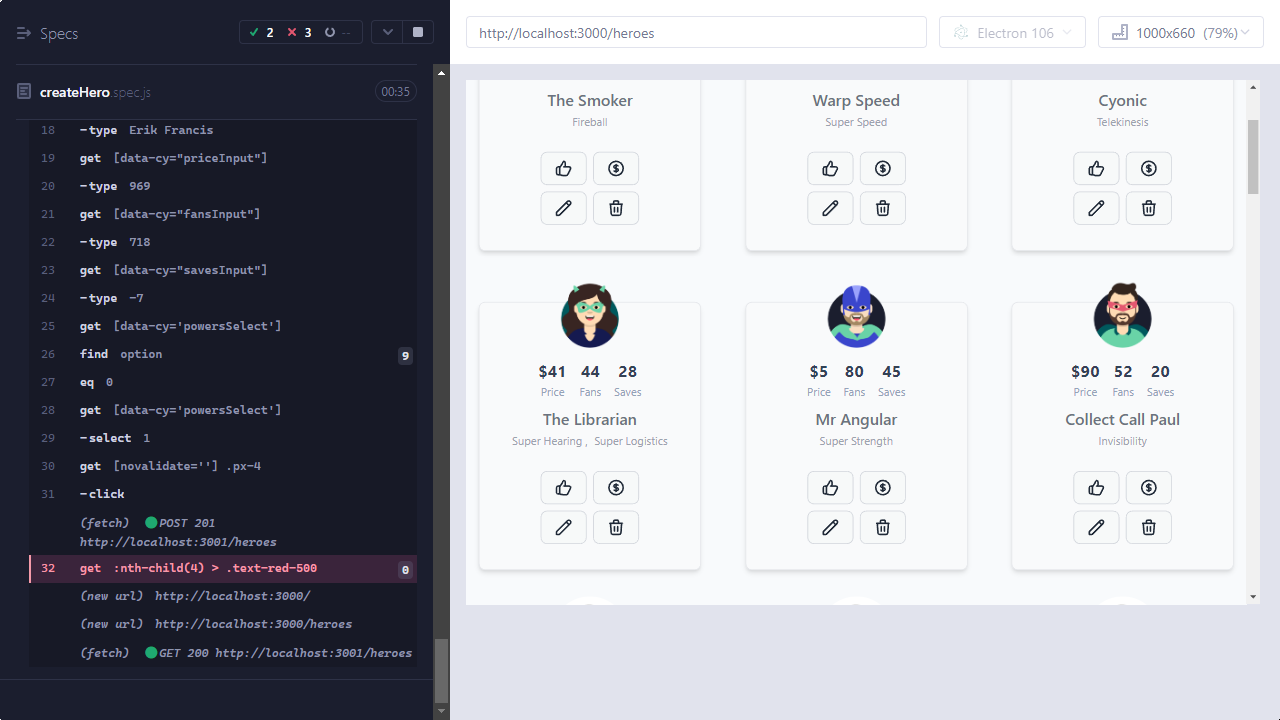 Specs
2 3 --
createHero.spec.js 00:35
18 -type Erik Francis
19 get [data-cy="priceInput"]
20 -type 969
21 get [data-cy="fansInput"]
22 -type 718
23 get [data-cy="savesInput"]
24 -type -7
25 get [data-cy='powersSelect']
26 find option 9
27 eq 0
28 get [data-cy='powersSelect']
29 -select 1
30 get [novalidate=''] .px-4
31 -click
(fetch) POST 201
http://localhost:3001/heroes
32 get :nth-child(4) > .text-red-500 0
(new url) http://localhost:3000/
(new url) http://localhost:3000/heroes
(fetch) GET 200 http://localhost:3001/heroes
http://localhost:3000/heroes
Electron 106
1000x660 (79%)
The Smoker
Fireball
Warp Speed
Super Speed
Cyonic
Telekinesis
$41 44 28
Price Fans Saves
The Librarian
Super Hearing , Super Logistics
$5 80 45
Price Fans Saves
Mr Angular
Super Strength
$90 52 20
Price Fans Saves
Collect Call Paul
Invisibility